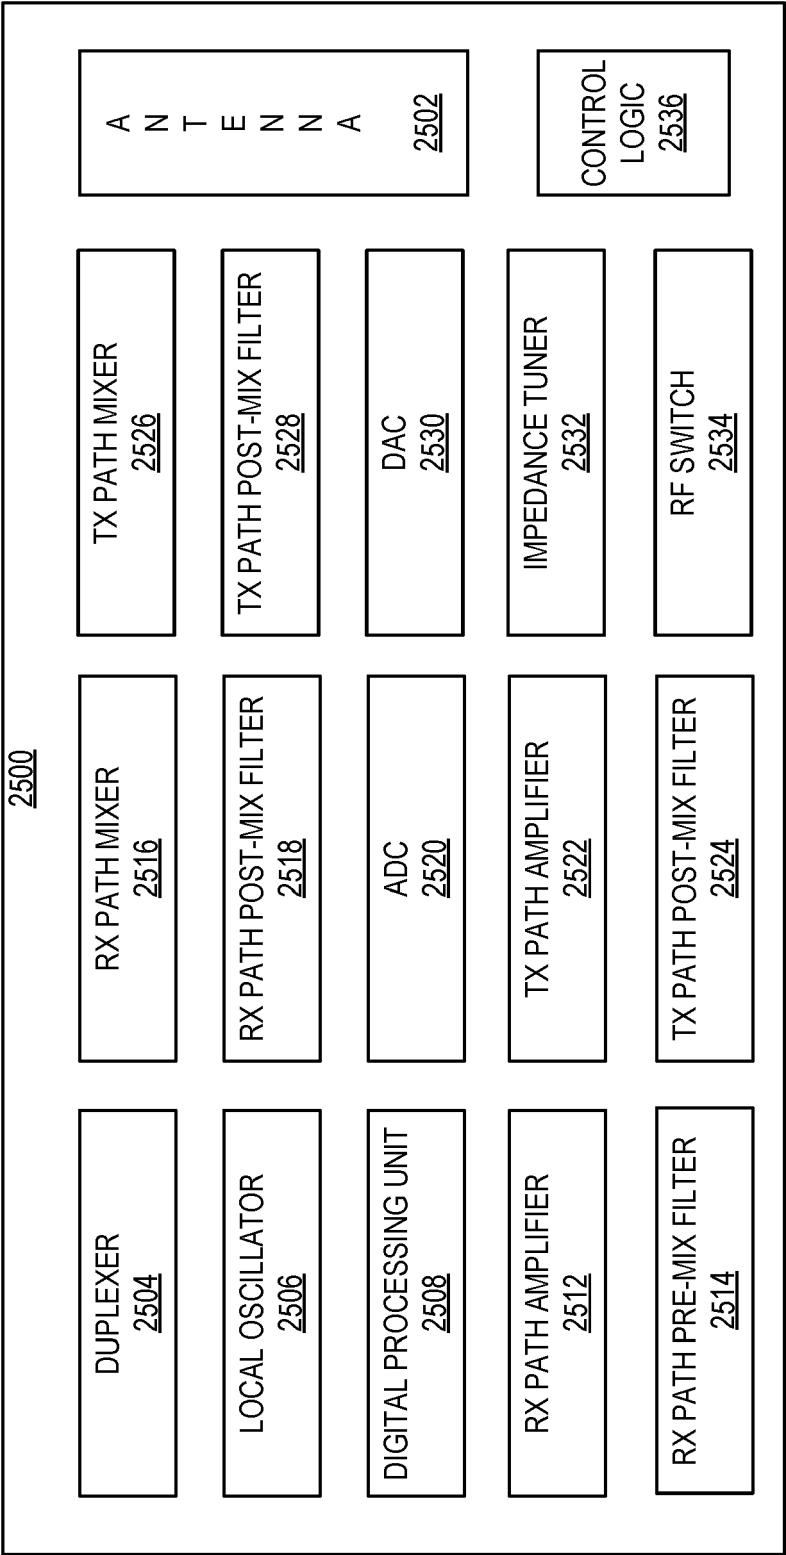 2500
DUPLEXER
2504
LOCAL OSCILLATOR
2506
DIGITAL PROCESSING UNIT
2508
RX PATH AMPLIFIER
2512
RX PATH PRE-MIX FILTER
2514
RX PATH MIXER
2516
RX PATH POST-MIX FILTER
2518
ADC
2520
TX PATH AMPLIFIER
2522
TX PATH POST-MIX FILTER
2524
TX PATH MIXER
2526
TX PATH POST-MIX FILTER
2528
DAC
2530
IMPEDANCE TUNER
2532
RF SWITCH
2534
A N T E N N A
2502
CONTROL
LOGIC
2536